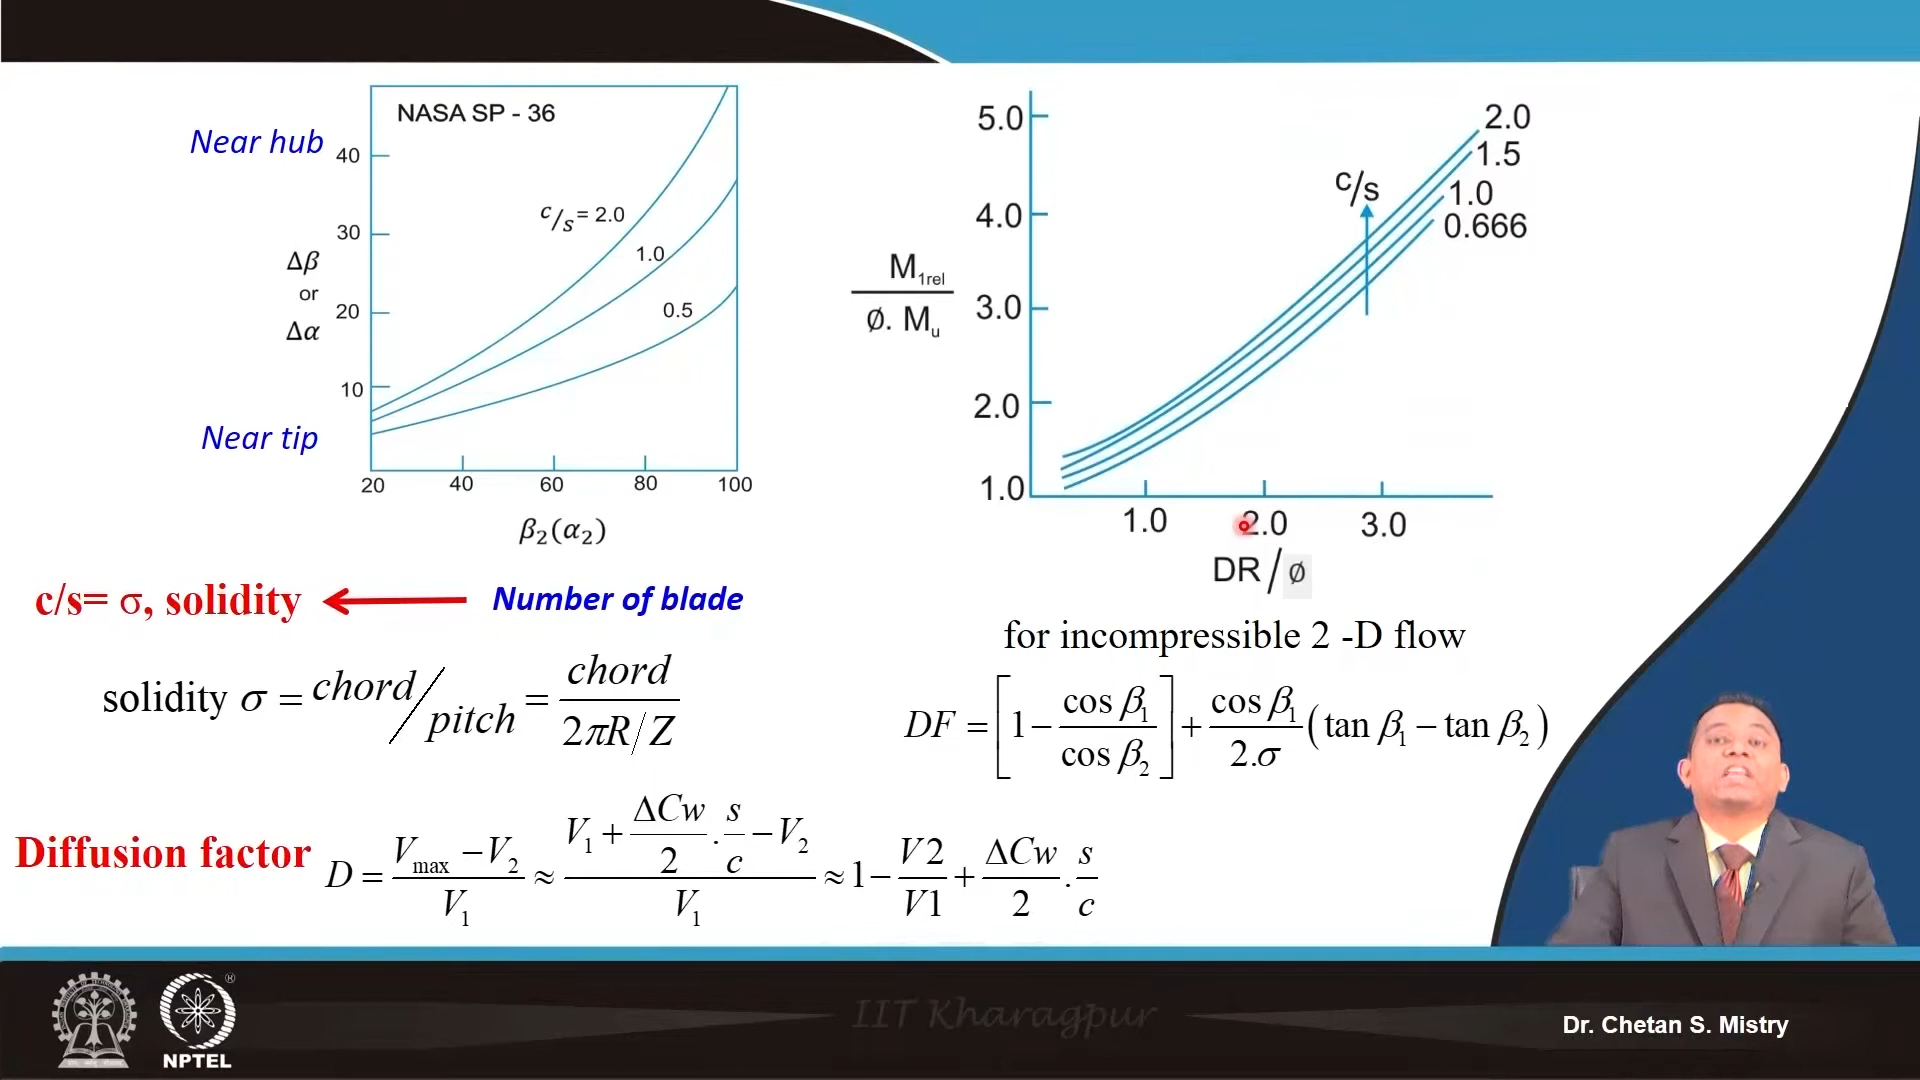 NASA SP - 36
Near hub
40
30
20
10
Δβ
or
Δα
c/s = 2.0
1.0
0.5
Near tip
20 40 60 80 100
β₂(α₂)
5.0
4.0
3.0
2.0
1.0
M₁rel
Ø. Mᵤ
c/s
2.0
1.5
1.0
0.666
1.0 2.0 3.0
DR / Ø
c/s= σ, solidity
Number of blade
solidity σ = chord/pitch = chord / 2πR/Z
for incompressible 2 -D flow
DF = [1 − cos β₁ / cos β₂] + cos β₁ / 2.σ (tan β₁ − tan β₂)
Diffusion factor
D = Vmax − V₂ / V₁ ≈ V₁ + ΔCw / 2 . s / c − V₂ / V₁ ≈ 1 − V2 / V1 + ΔCw / 2 . s / c
IIT Kharagpur
®
NPTEL
Dr. Chetan S. Mistry